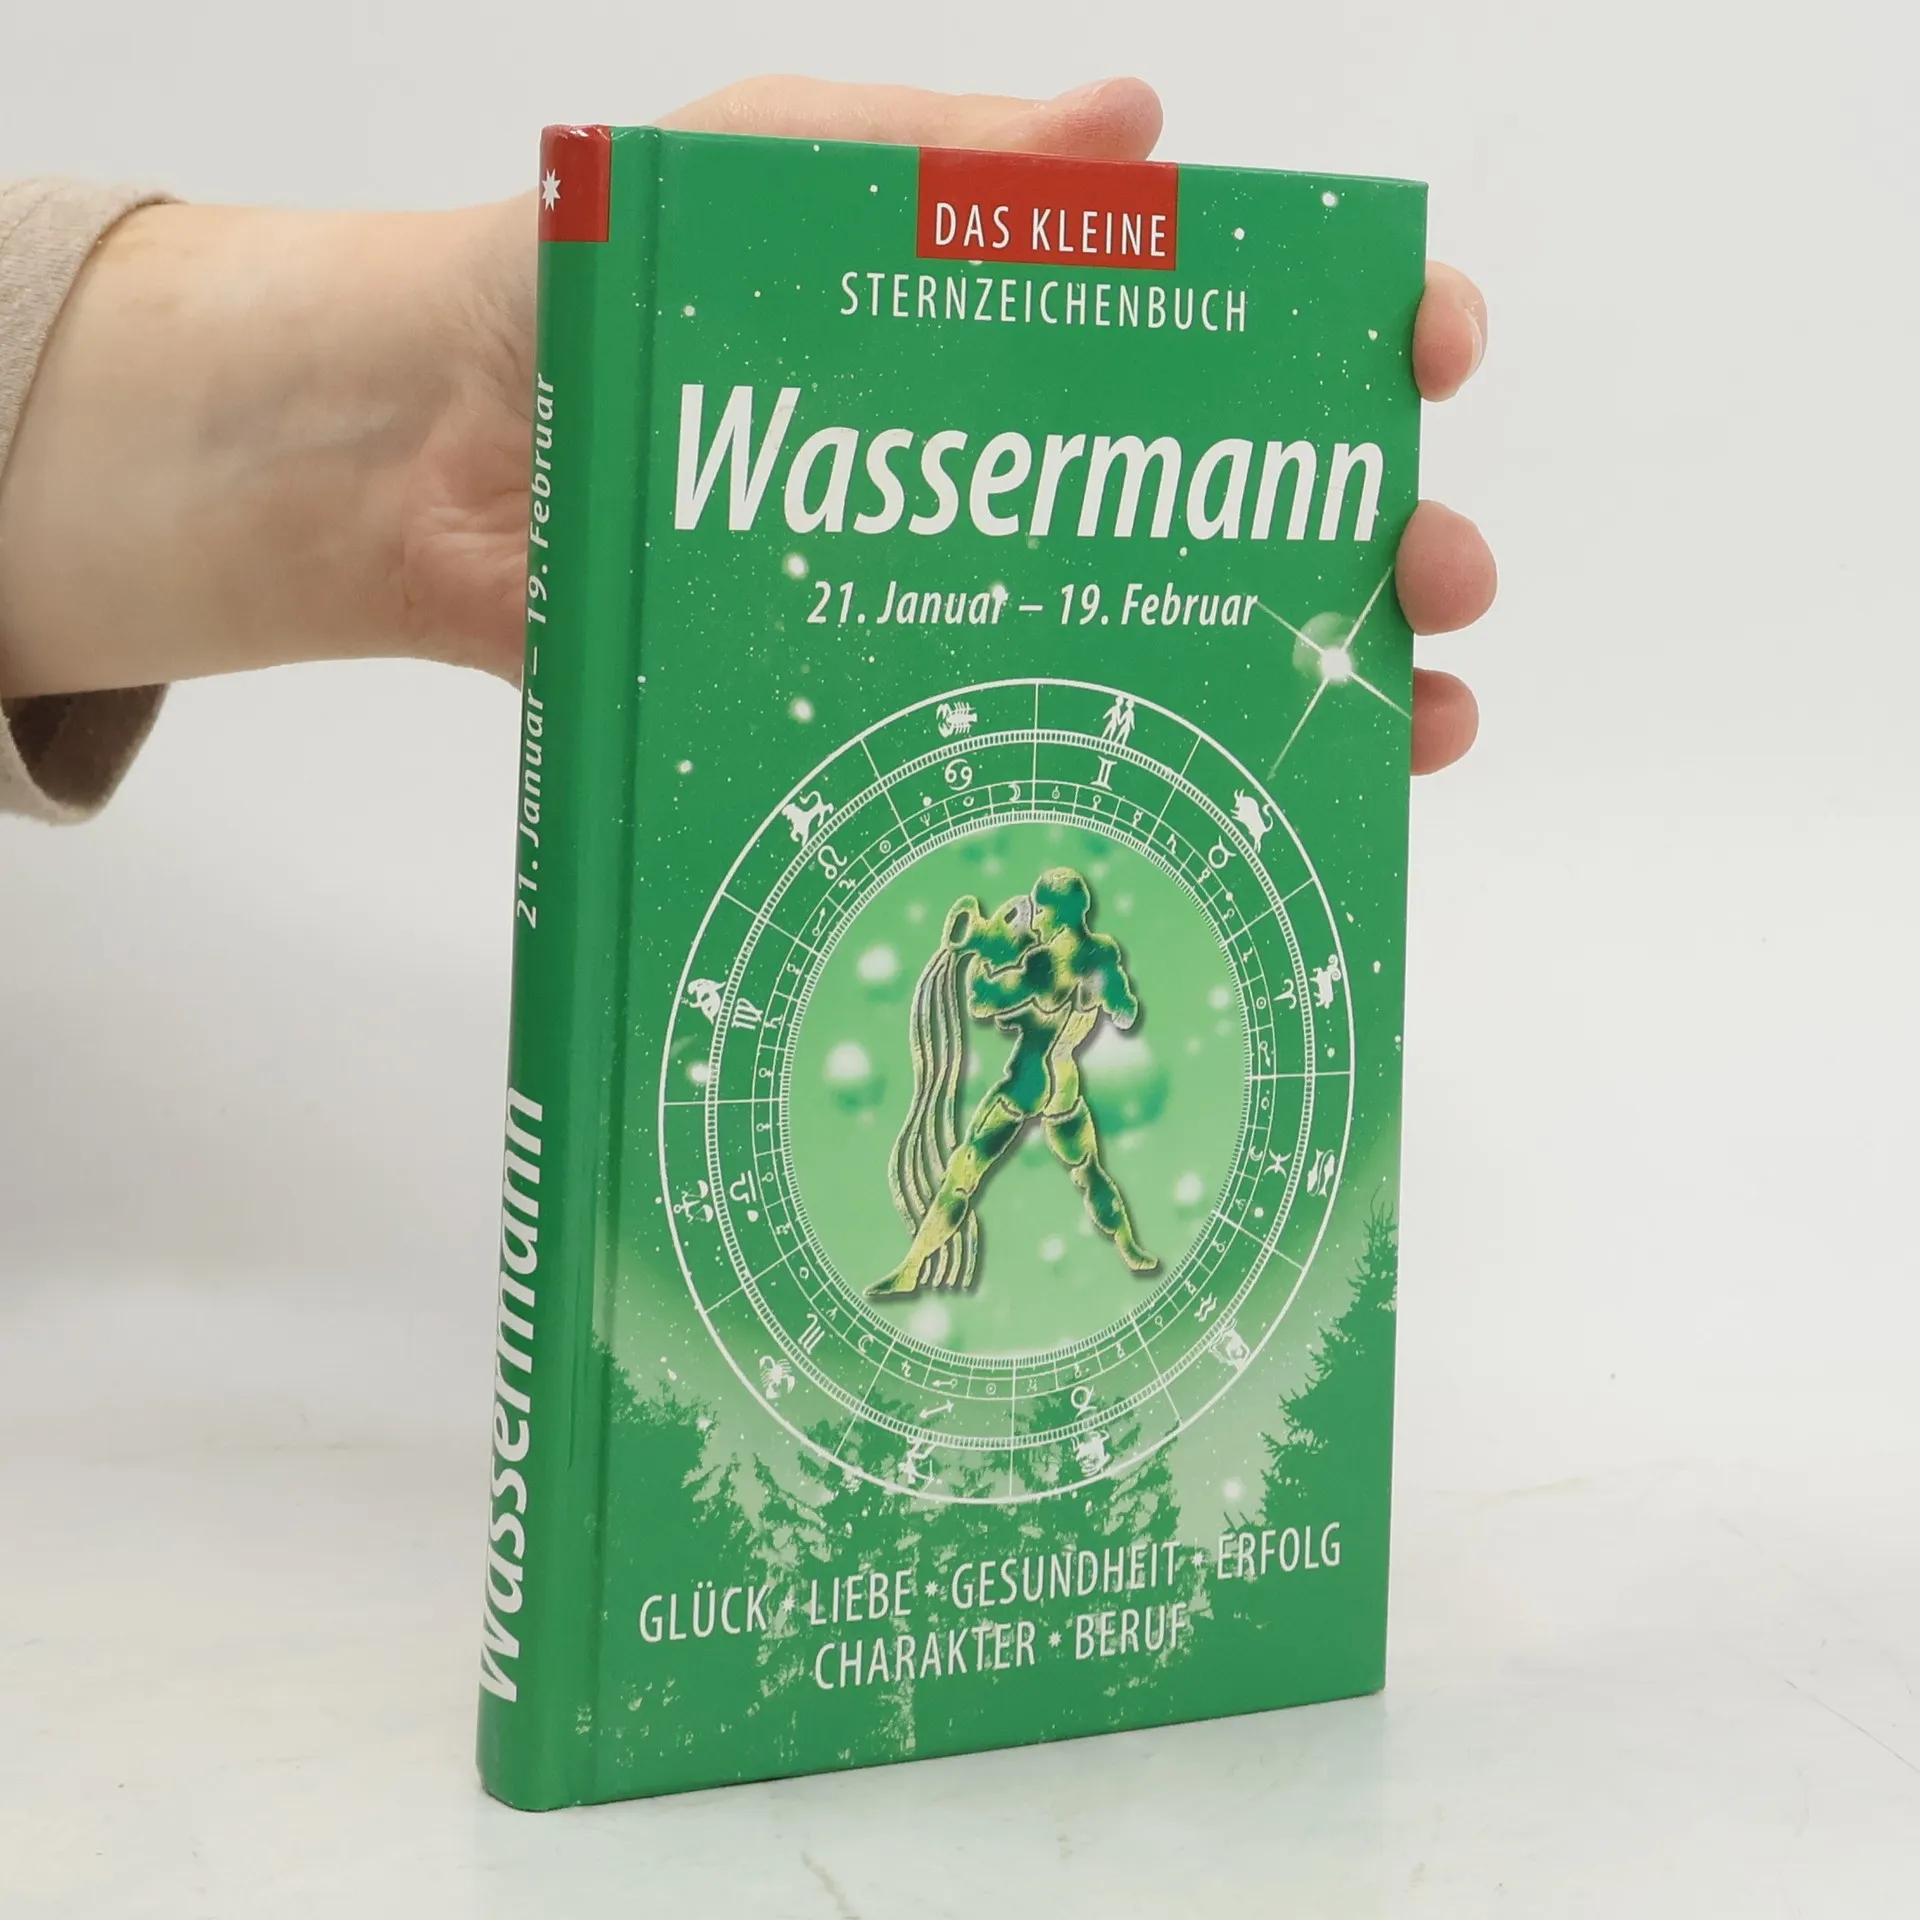 DAS KLEINE
STERNZEICHENBUCH
Wassermann
21. Januar – 19. Februar
GLÜCK * LIEBE * GESUNDHEIT * ERFOLG
CHARAKTER * BERUF
Wassermann 21. Januar – 19. Februar